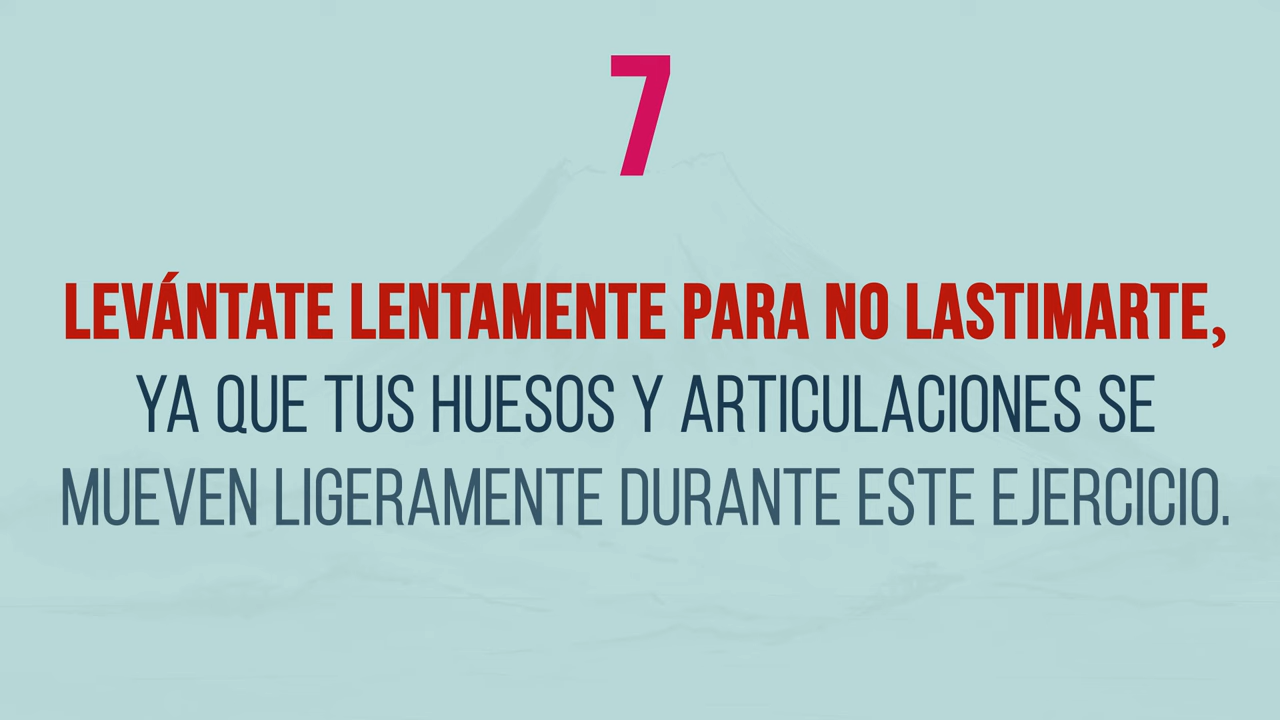 7
LEVÁNTATE LENTAMENTE PARA NO LASTIMARTE,
YA QUE TUS HUESOS Y ARTICULACIONES SE
MUEVEN LIGERAMENTE DURANTE ESTE EJERCICIO.